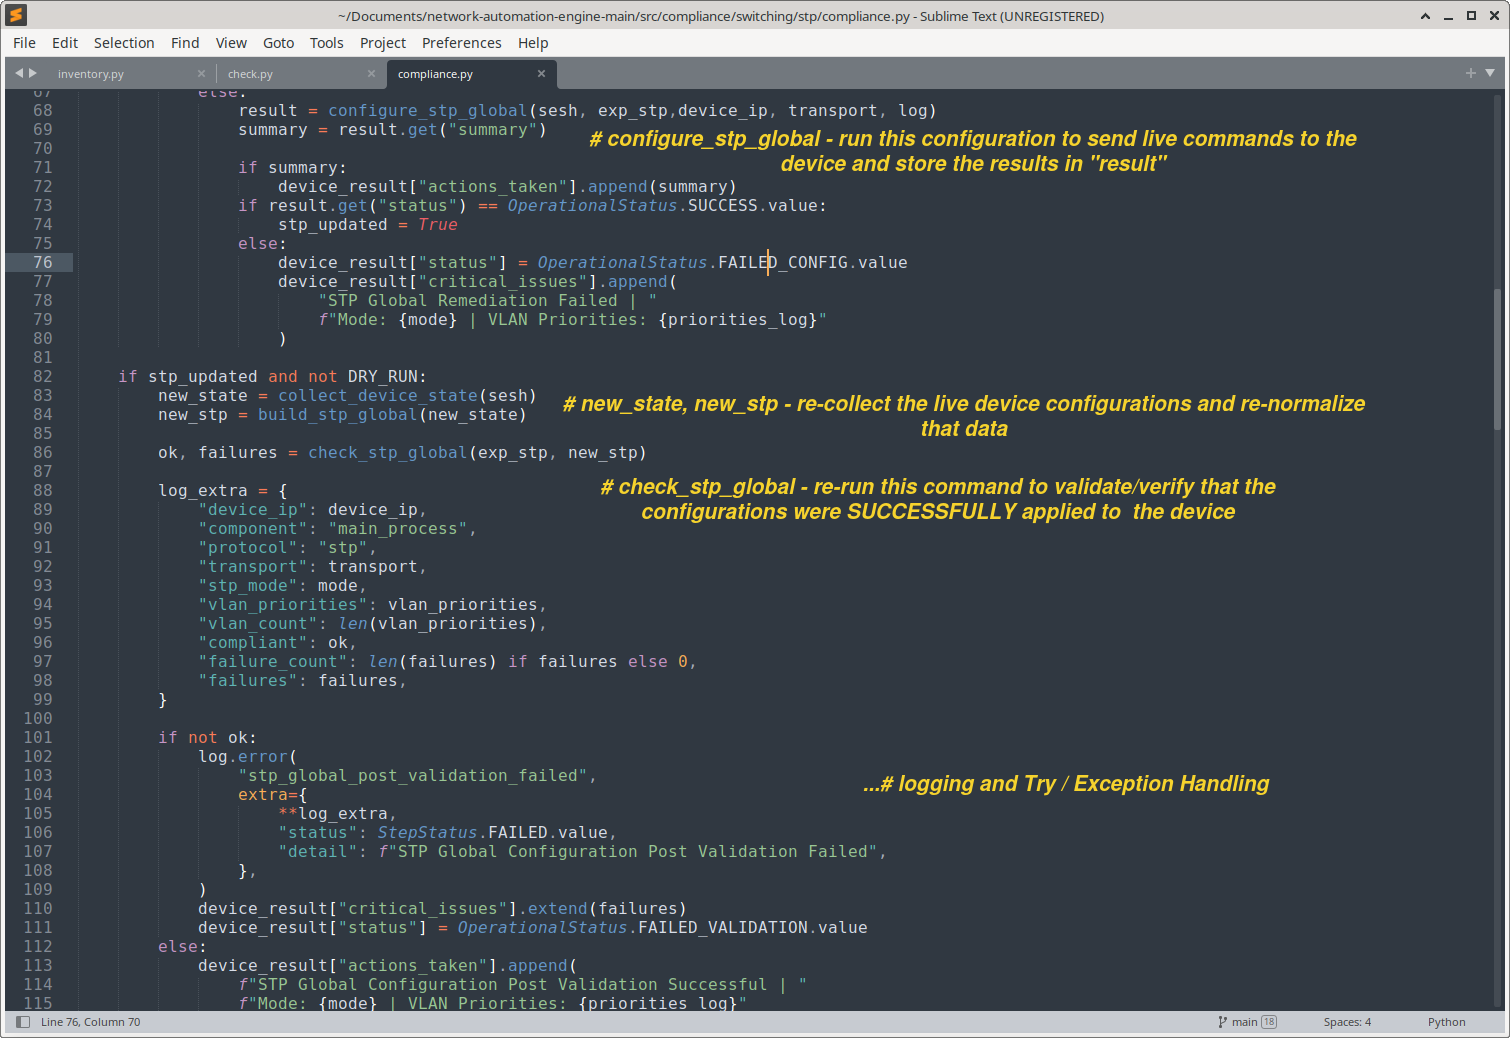 ~/Documents/network-automation-engine-main/src/compliance/switching/stp/compliance.py - Sublime Text (UNREGISTERED)
File Edit Selection Find View Goto Tools Project Preferences Help
inventory.py check.py compliance.py
67 else:
68 result = configure_stp_global(sesh, exp_stp,device_ip, transport, log)
69 summary = result.get("summary")
# configure_stp_global - run this configuration to send live commands to the
device and store the results in "result"
70
71 if summary:
72 device_result["actions_taken"].append(summary)
73 if result.get("status") == OperationalStatus.SUCCESS.value:
74 stp_updated = True
75 else:
76 device_result["status"] = OperationalStatus.FAILED_CONFIG.value
77 device_result["critical_issues"].append(
78 "STP Global Remediation Failed | "
79 f"Mode: {mode} | VLAN Priorities: {priorities_log}"
80 )
81
82 if stp_updated and not DRY_RUN:
83 new_state = collect_device_state(sesh)
84 new_stp = build_stp_global(new_state)
# new_state, new_stp - re-collect the live device configurations and re-normalize
that data
85
86 ok, failures = check_stp_global(exp_stp, new_stp)
87
88 log_extra = {
# check_stp_global - re-run this command to validate/verify that the
configurations were SUCCESSFULLY applied to the device
89 "device_ip": device_ip,
90 "component": "main_process",
91 "protocol": "stp",
92 "transport": transport,
93 "stp_mode": mode,
94 "vlan_priorities": vlan_priorities,
95 "vlan_count": len(vlan_priorities),
96 "compliant": ok,
97 "failure_count": len(failures) if failures else 0,
98 "failures": failures,
99 }
100
101 if not ok:
102 log.error(
103 "stp_global_post_validation_failed",
...# logging and Try / Exception Handling
104 extra={
105 **log_extra,
106 "status": StepStatus.FAILED.value,
107 "detail": f"STP Global Configuration Post Validation Failed",
108 },
109 )
110 device_result["critical_issues"].extend(failures)
111 device_result["status"] = OperationalStatus.FAILED_VALIDATION.value
112 else:
113 device_result["actions_taken"].append(
114 f"STP Global Configuration Post Validation Successful | "
115 f"Mode: {mode} | VLAN Priorities: {priorities_log}"
Line 76, Column 70 main 18 Spaces: 4 Python